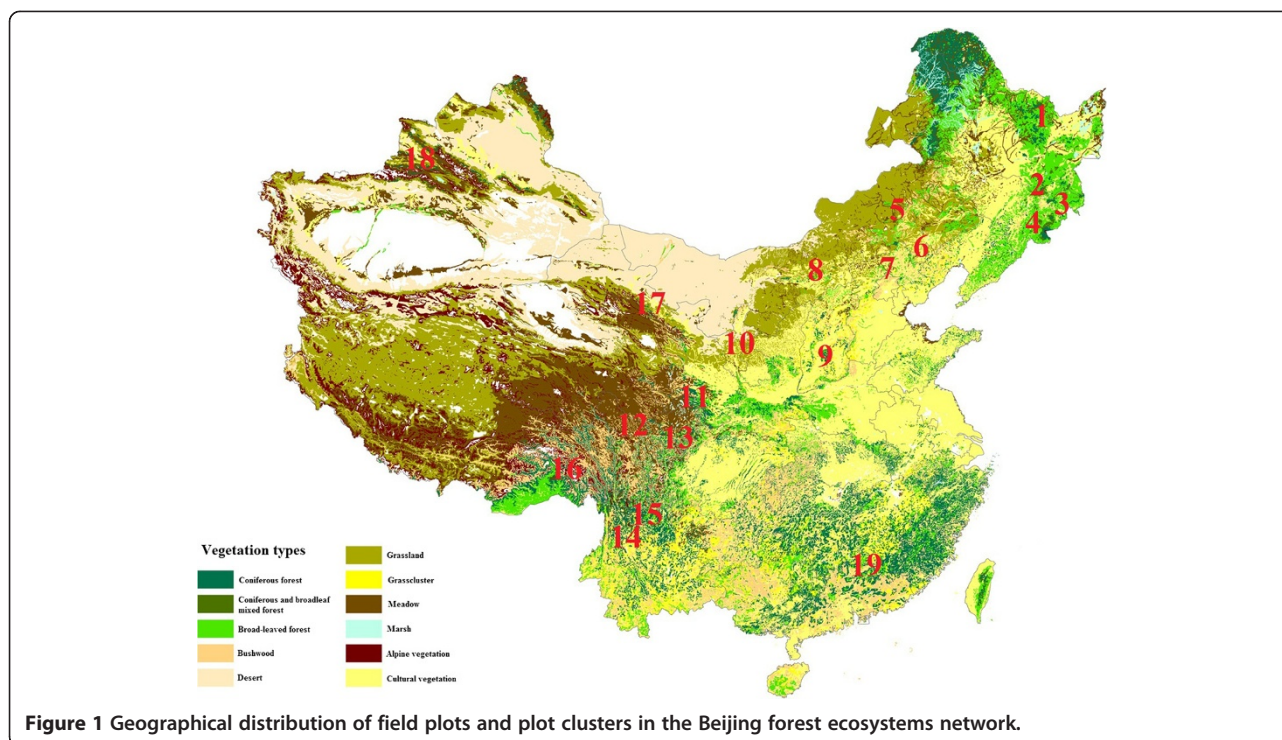 1
18
2
3
5
4
6
7
8
17
10
9
11
12
13
16
15
14
19
Vegetation types
Coniferous forest
Coniferous and broadleaf
mixed forest
Broad-leaved forest
Bushwood
Desert
Grassland
Grasscluster
Meadow
Marsh
Alpine vegetation
Cultural vegetation
Figure 1 Geographical distribution of field plots and plot clusters in the Beijing forest ecosystems network.